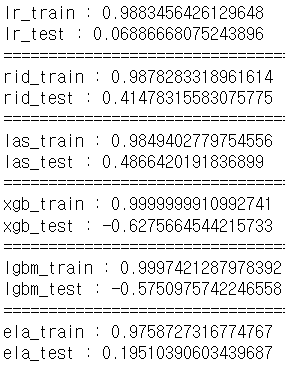 lr_train : 0.9883456426129648
lr_test : 0.06886668075243896
==============================
rid_train : 0.9878283318961614
rid_test : 0.41478315583075775
==============================
las_train : 0.9849402779754556
las_test : 0.4866420191836899
==============================
xgb_train : 0.9999999910992741
xgb_test : -0.6275664544215733
==============================
lgbm_train : 0.9997421287978392
lgbm_test : -0.5750975742246558
==============================
ela_train : 0.9758727316774767
ela_test : 0.19510390603439687